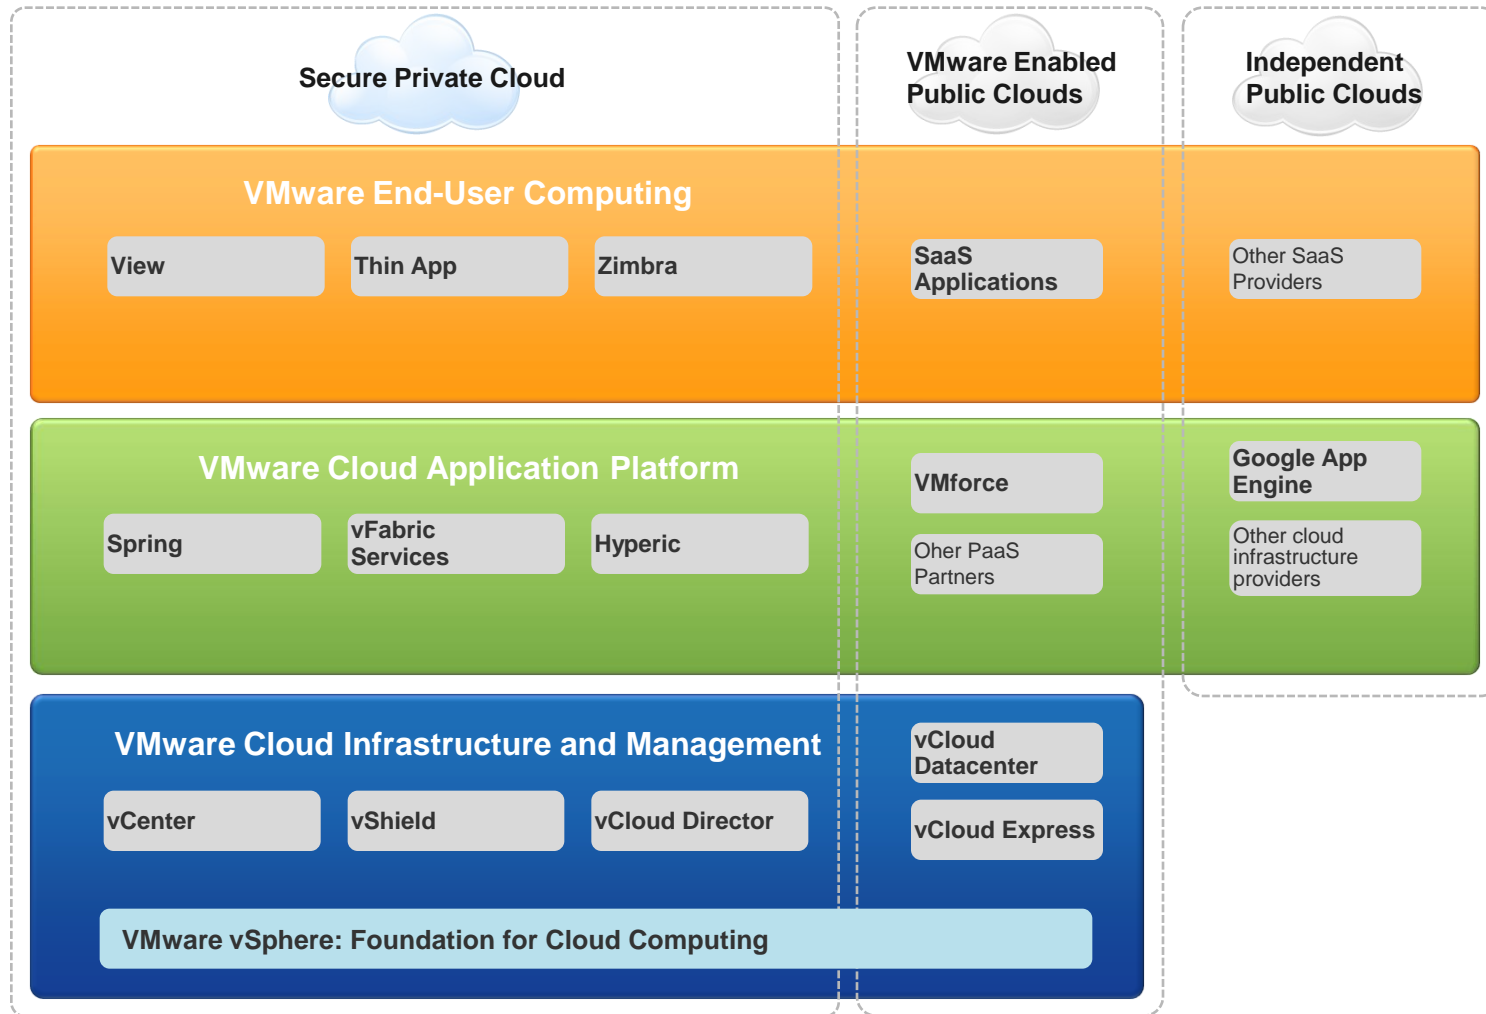 Secure Private Cloud
VMware Enabled
Public Clouds
Independent
Public Clouds
VMware End-User Computing
View
Thin App
Zimbra
SaaS
Applications
Other SaaS
Providers
VMware Cloud Application Platform
Spring
vFabric
Services
Hyperic
VMforce
Oher PaaS
Partners
Google App
Engine
Other cloud
infrastructure
providers
VMware Cloud Infrastructure and Management
vCenter
vShield
vCloud Director
vCloud
Datacenter
vCloud Express
VMware vSphere: Foundation for Cloud Computing